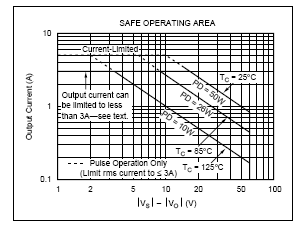 SAFE OPERATING AREA
10
Current-Limited
TC = 25°C
PD = 50W
Output current can
be limited to less
than 3A—see text.
PD = 26W
Output Current (A)
1
PD = 10W
TC = 85°C
Pulse Operation Only
(Limit rms current to ≤ 3A)
TC = 125°C
0.1
1 2 5 10 20 50 100
|VS| – |VO| (V)